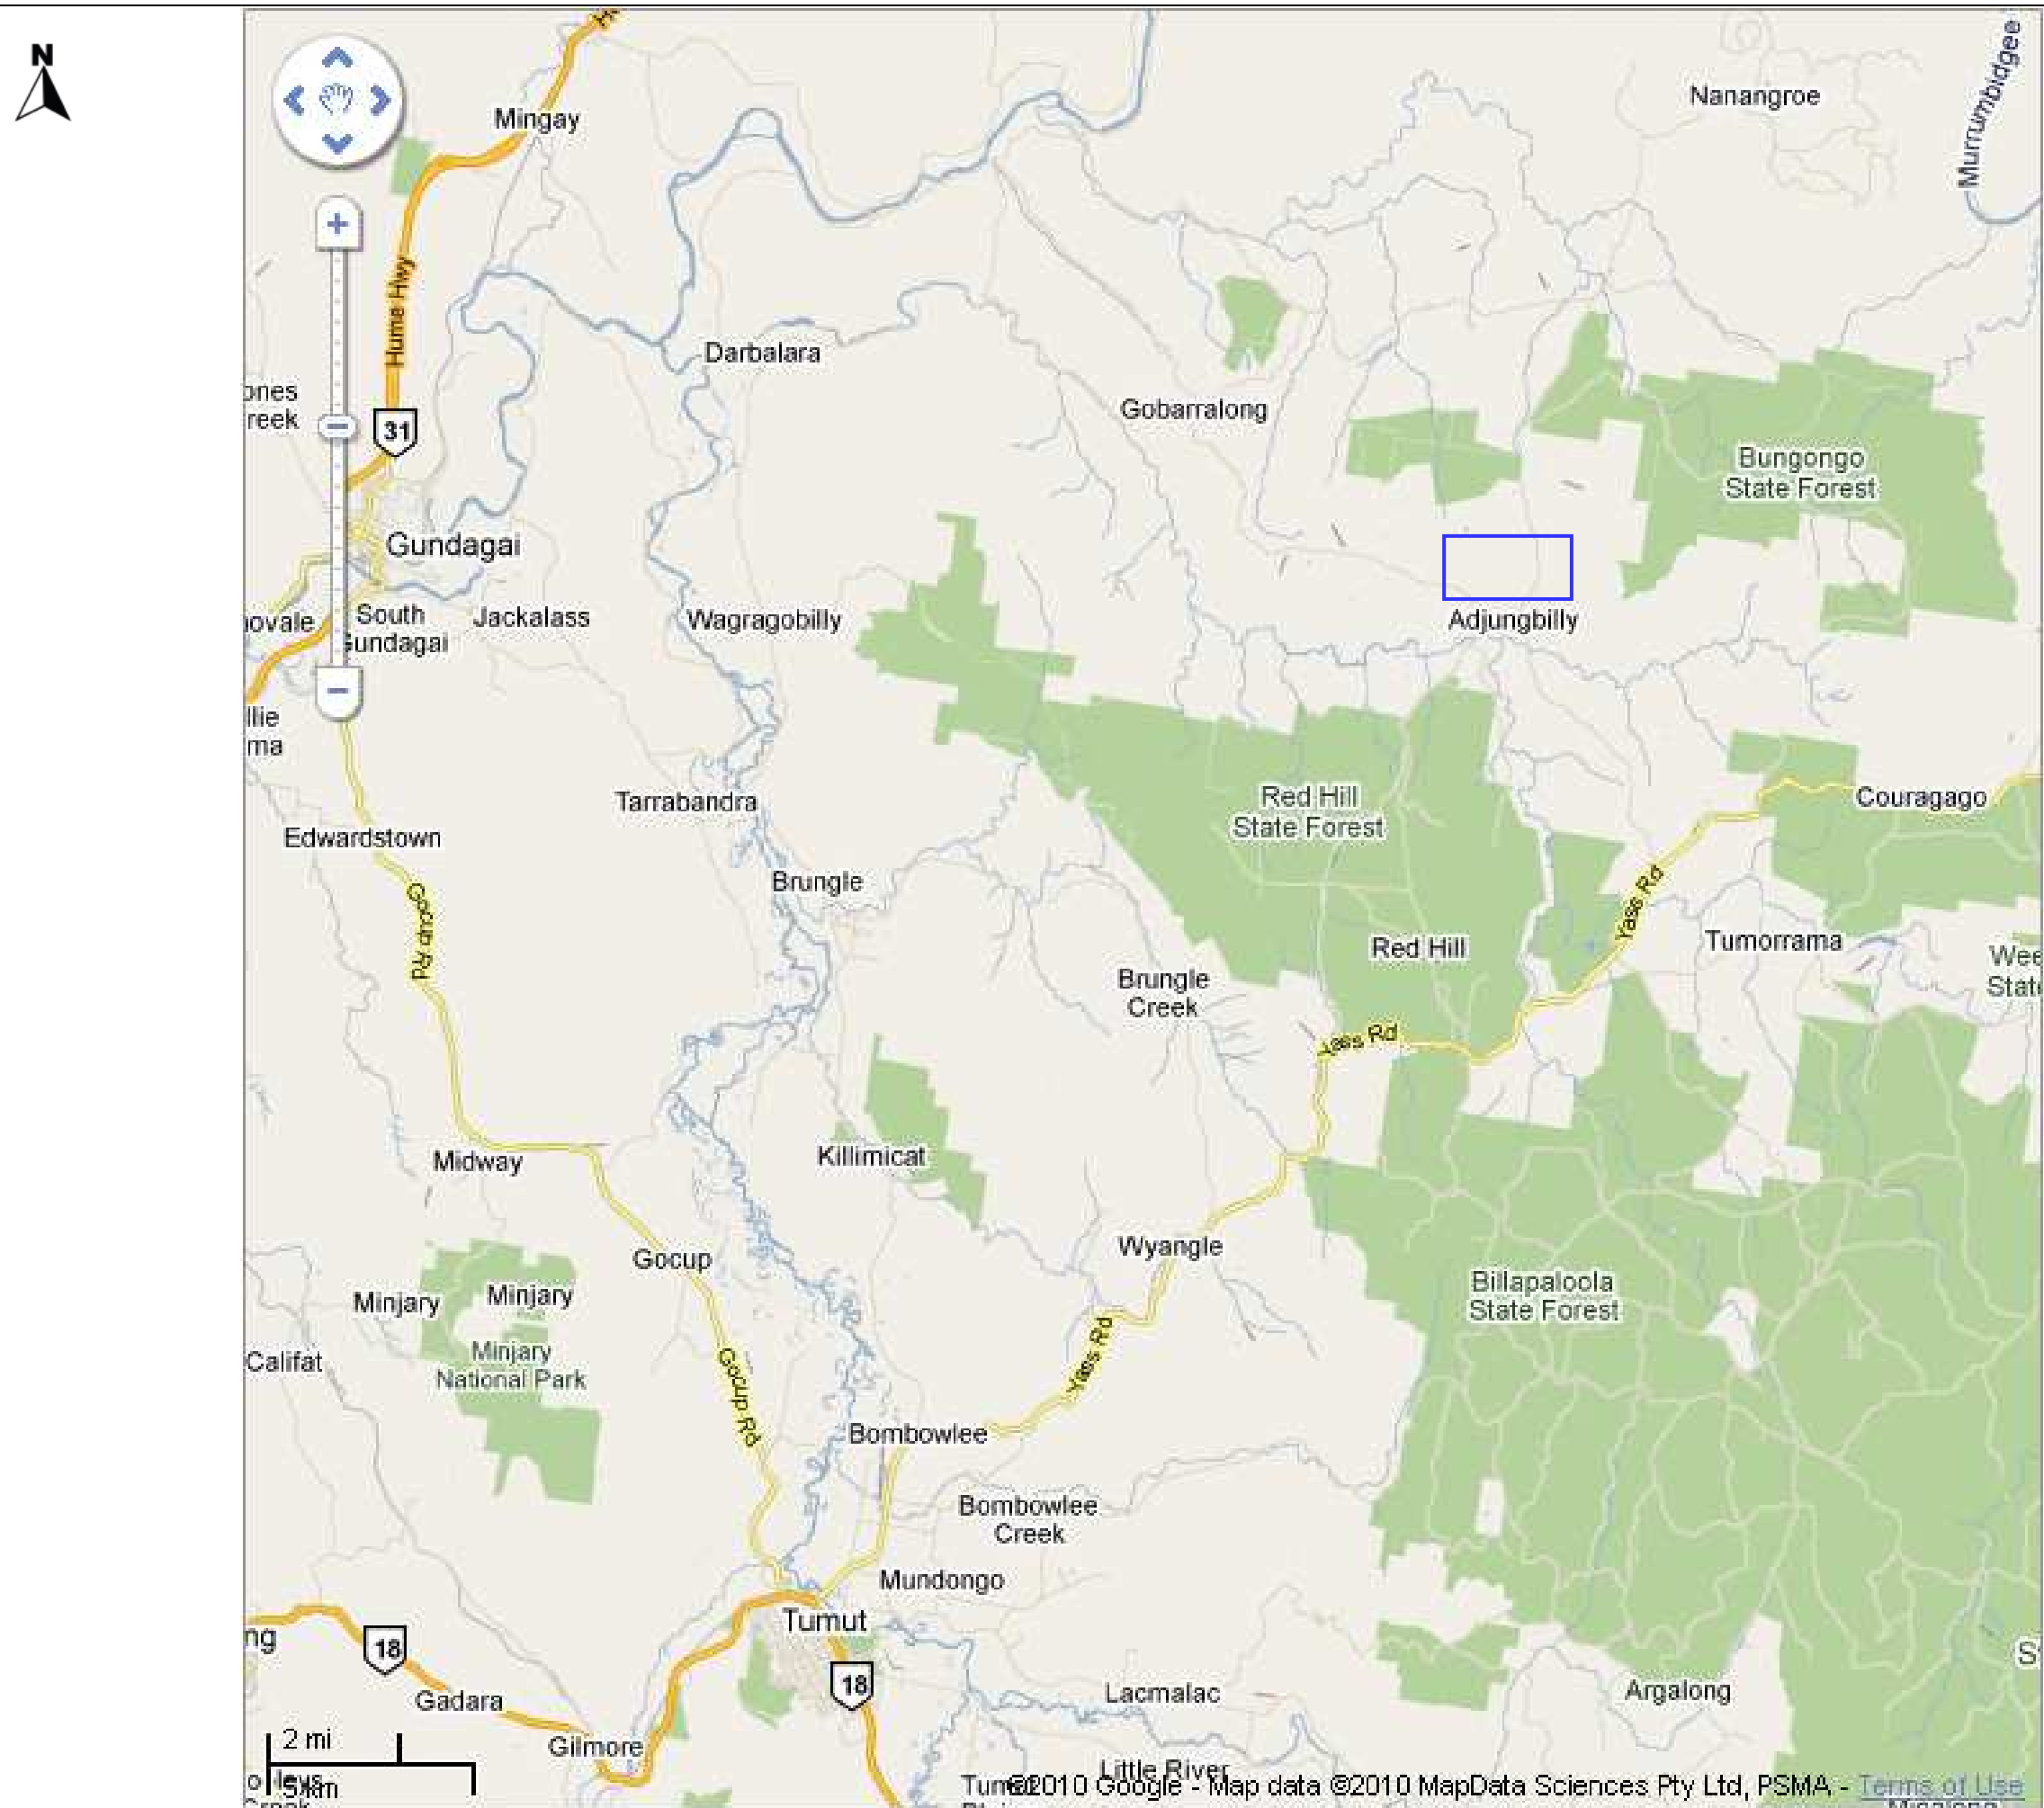 N
Mingay
Nanangroe
Murrumbidgee
Hume Hwy
Darbalara
31
Gobarralong
Bungongo
State Forest
Gundagai
South
Gundagai
Jackalass
Wagragobilly
Adjungbilly
Tarrabandra
Red Hill
State Forest
Couragago
Edwardstown
Brungle
Gocup Rd
Yass Rd
Red Hill
Tumorrama
Brungle
Creek
Yass Rd
Midway
Killimicat
Gocup
Wyangle
Minjary
Minjary
Billapaloola
State Forest
Minjary
National Park
Califat
Gocup Rd
Yass Rd
Bombowlee
Bombowlee
Creek
Mundongo
Tumut
18
18
Gadara
Lacmalac
Argalong
2 mi
Gilmore
5 km
Little River
©2010 Google - Map data ©2010 MapData Sciences Pty Ltd, PSMA - Terms of Use